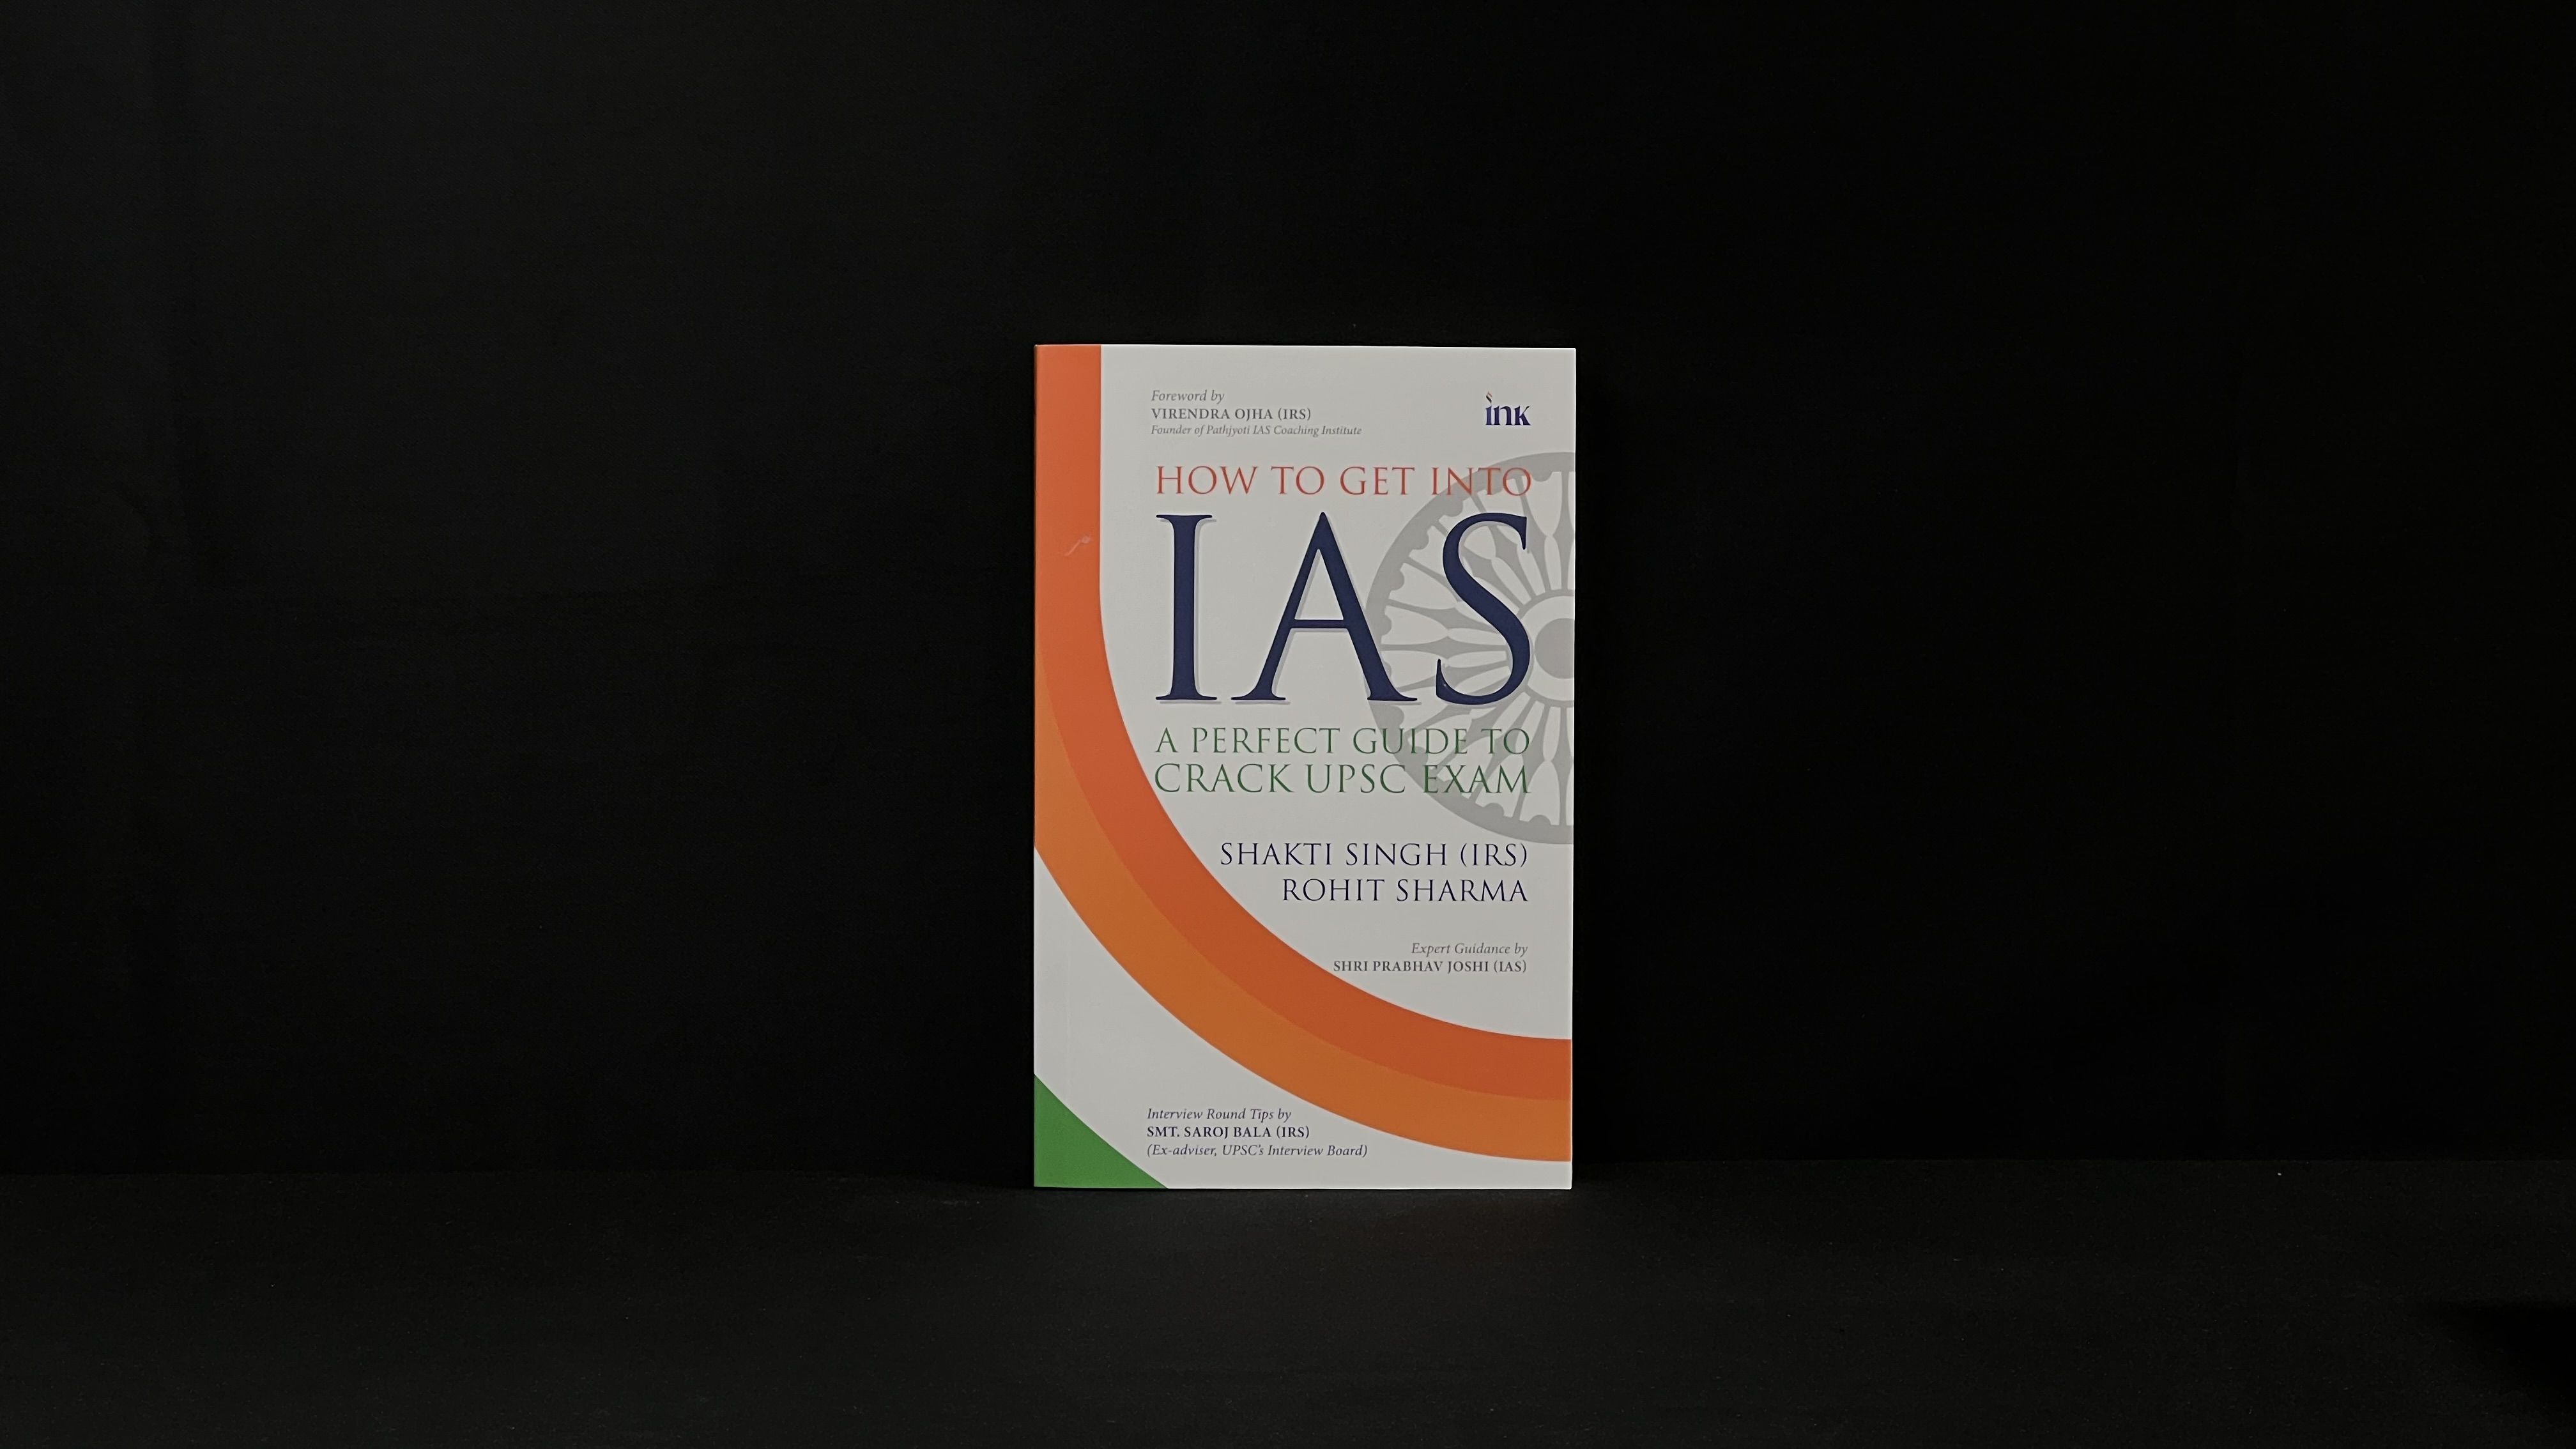 Foreword by
VIRENDRA OJHA (IRS)
Founder of Pathjyoti IAS Coaching Institute
ink
HOW TO GET INTO
IAS
A PERFECT GUIDE TO
CRACK UPSC EXAM
SHAKTI SINGH (IRS)
ROHIT SHARMA
Expert Guidance by
SHRI PRABHAV JOSHI (IAS)
Interview Round Tips by
SMT. SAROJ BALA (IRS)
(Ex-adviser, UPSC's Interview Board)